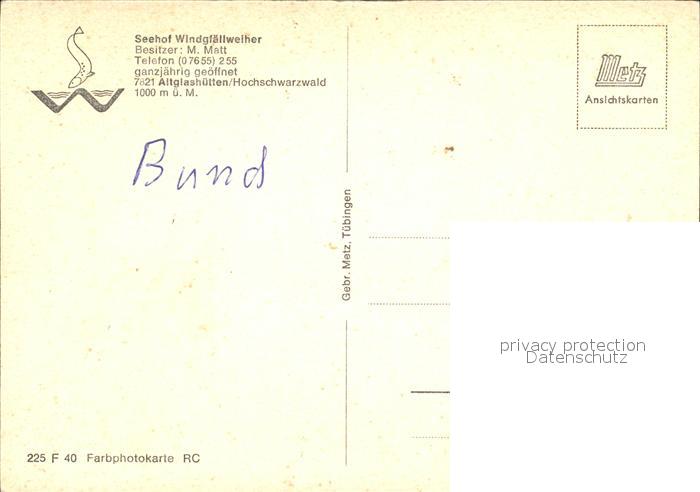 Seehof Windgfällweiher
Besitzer: M. Matt
Telefon (07655) 255
ganzjährig geöffnet
7821 Altglashütten/Hochschwarzwald
1000 m ü. M.
Metz
Ansichtskarten
Bund
Gebr. Metz, Tübingen
privacy protection
Datenschutz
225 F 40 Farbphotokarte RC